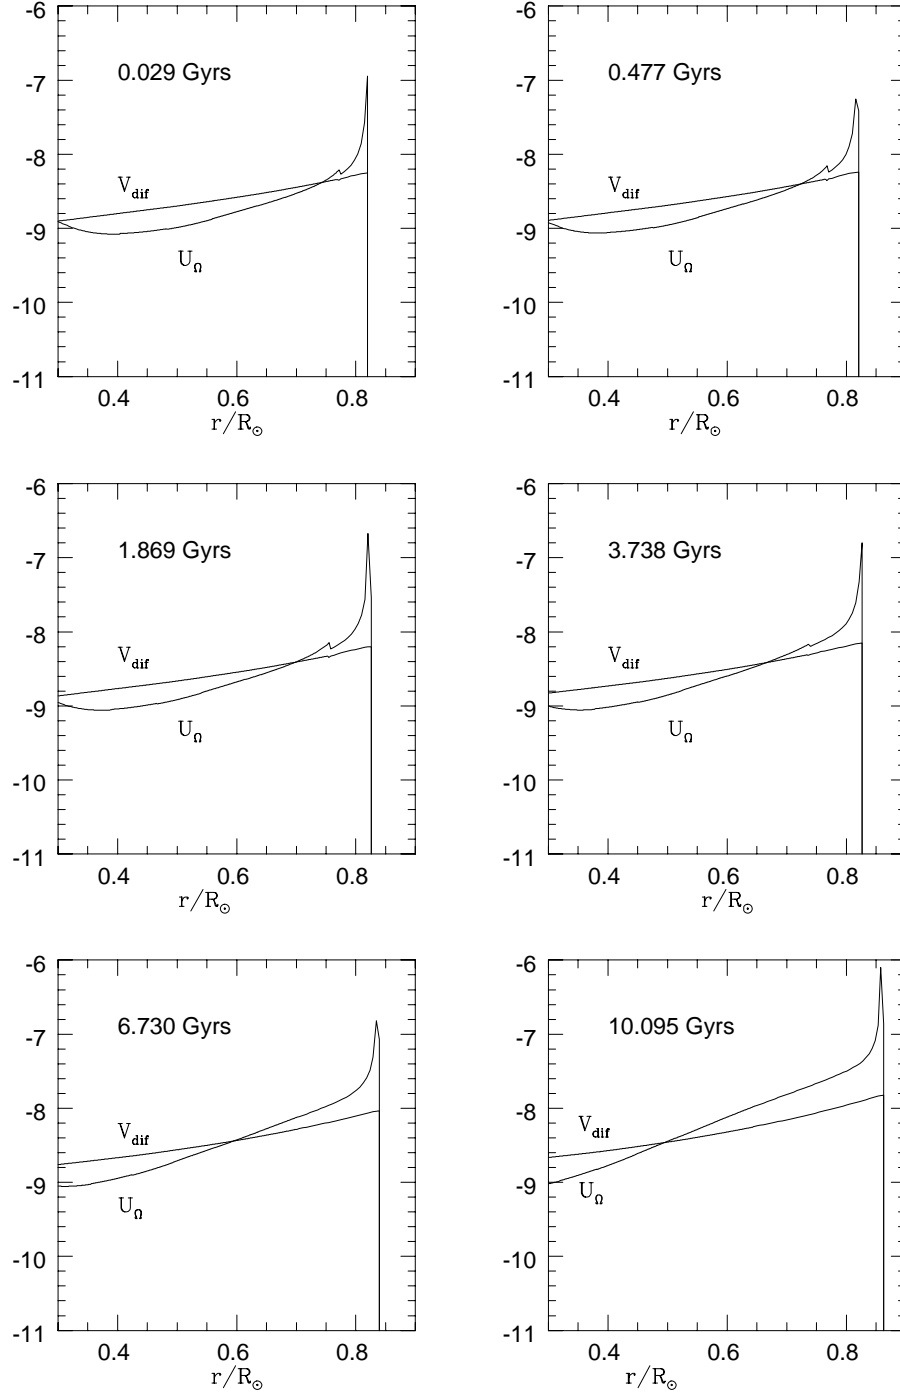 -6 -6
0.029 Gyrs 0.477 Gyrs
-7 -7
-8 -8
V_dif V_dif
-9 -9
U_Ω U_Ω
-10 -10
-11 -11
0.4 0.6 0.8 0.4 0.6 0.8
r/R_⊙ r/R_⊙
-6 -6
1.869 Gyrs 3.738 Gyrs
-7 -7
-8 -8
V_dif V_dif
-9 -9
U_Ω U_Ω
-10 -10
-11 -11
0.4 0.6 0.8 0.4 0.6 0.8
r/R_⊙ r/R_⊙
-6 -6
6.730 Gyrs 10.095 Gyrs
-7 -7
-8 -8
V_dif V_dif
-9 -9
U_Ω U_Ω
-10 -10
-11 -11
0.4 0.6 0.8 0.4 0.6 0.8
r/R_⊙ r/R_⊙